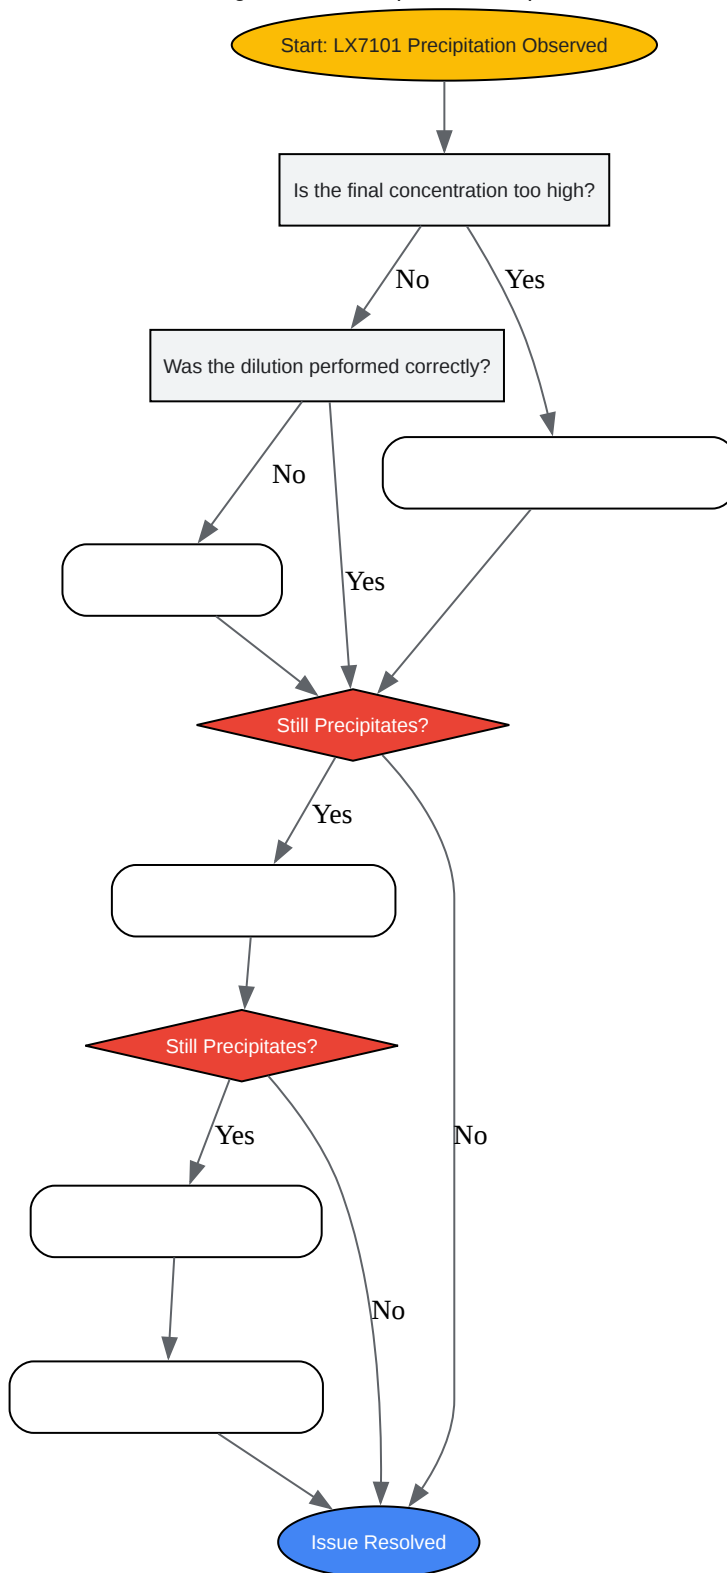 Start: LX7101 Precipitation Observed
Is the final concentration too high?
No
Yes
Was the dilution performed correctly?
No
Yes
Still Precipitates?
Yes
Still Precipitates?
Yes
No
No
Issue Resolved